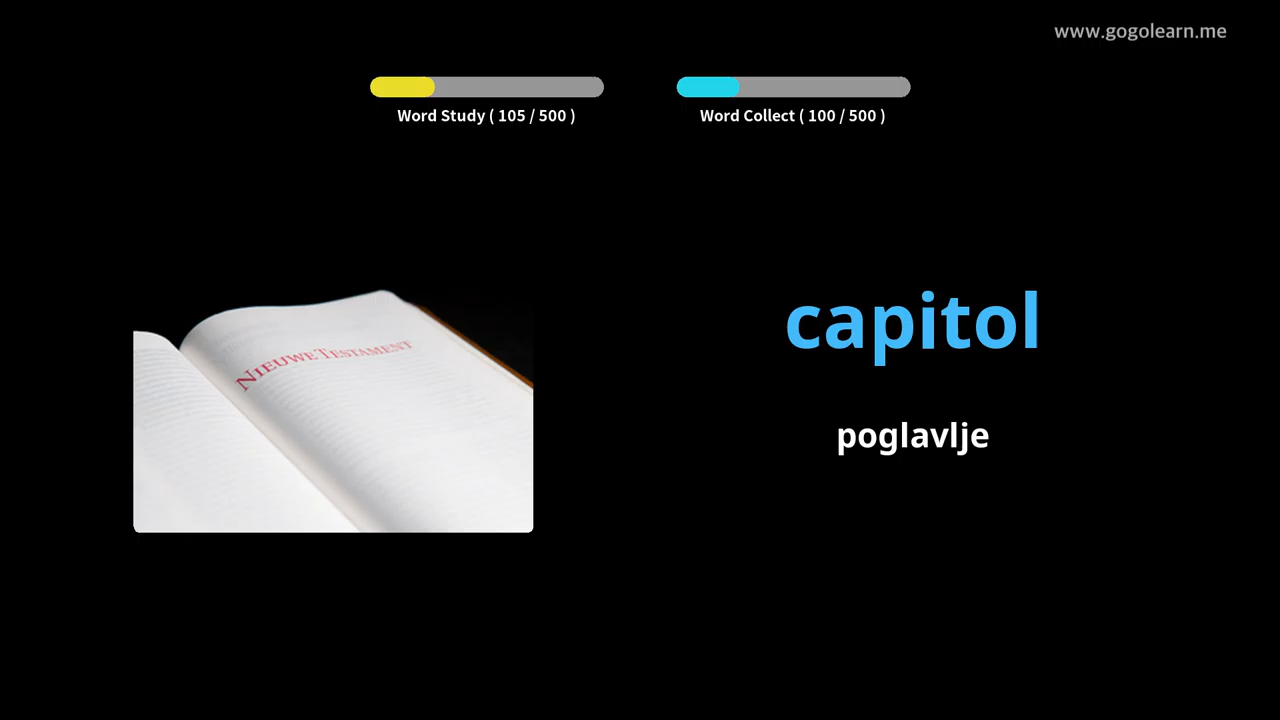 www.gogolearn.me
Word Study ( 105 / 500 )
Word Collect ( 100 / 500 )
NIEUWE TESTAMENT
capitol
poglavlje